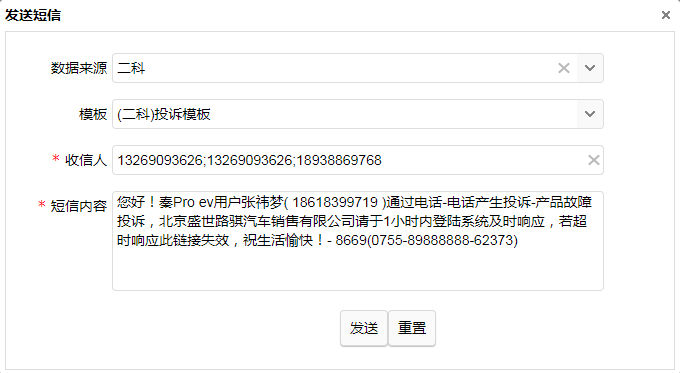 发送短信
数据来源 二科
模板 (二科)投诉模板
* 收信人 13269093626;13269093626;18938869768
* 短信内容 您好！秦Pro ev用户张祎梦( 18618399719 )通过电话-电话产生投诉-产品故障
投诉，北京盛世路骐汽车销售有限公司请于1小时内登陆系统及时响应，若超
时响应此链接失效，祝生活愉快！- 8669(0755-89888888-62373)
发送 重置